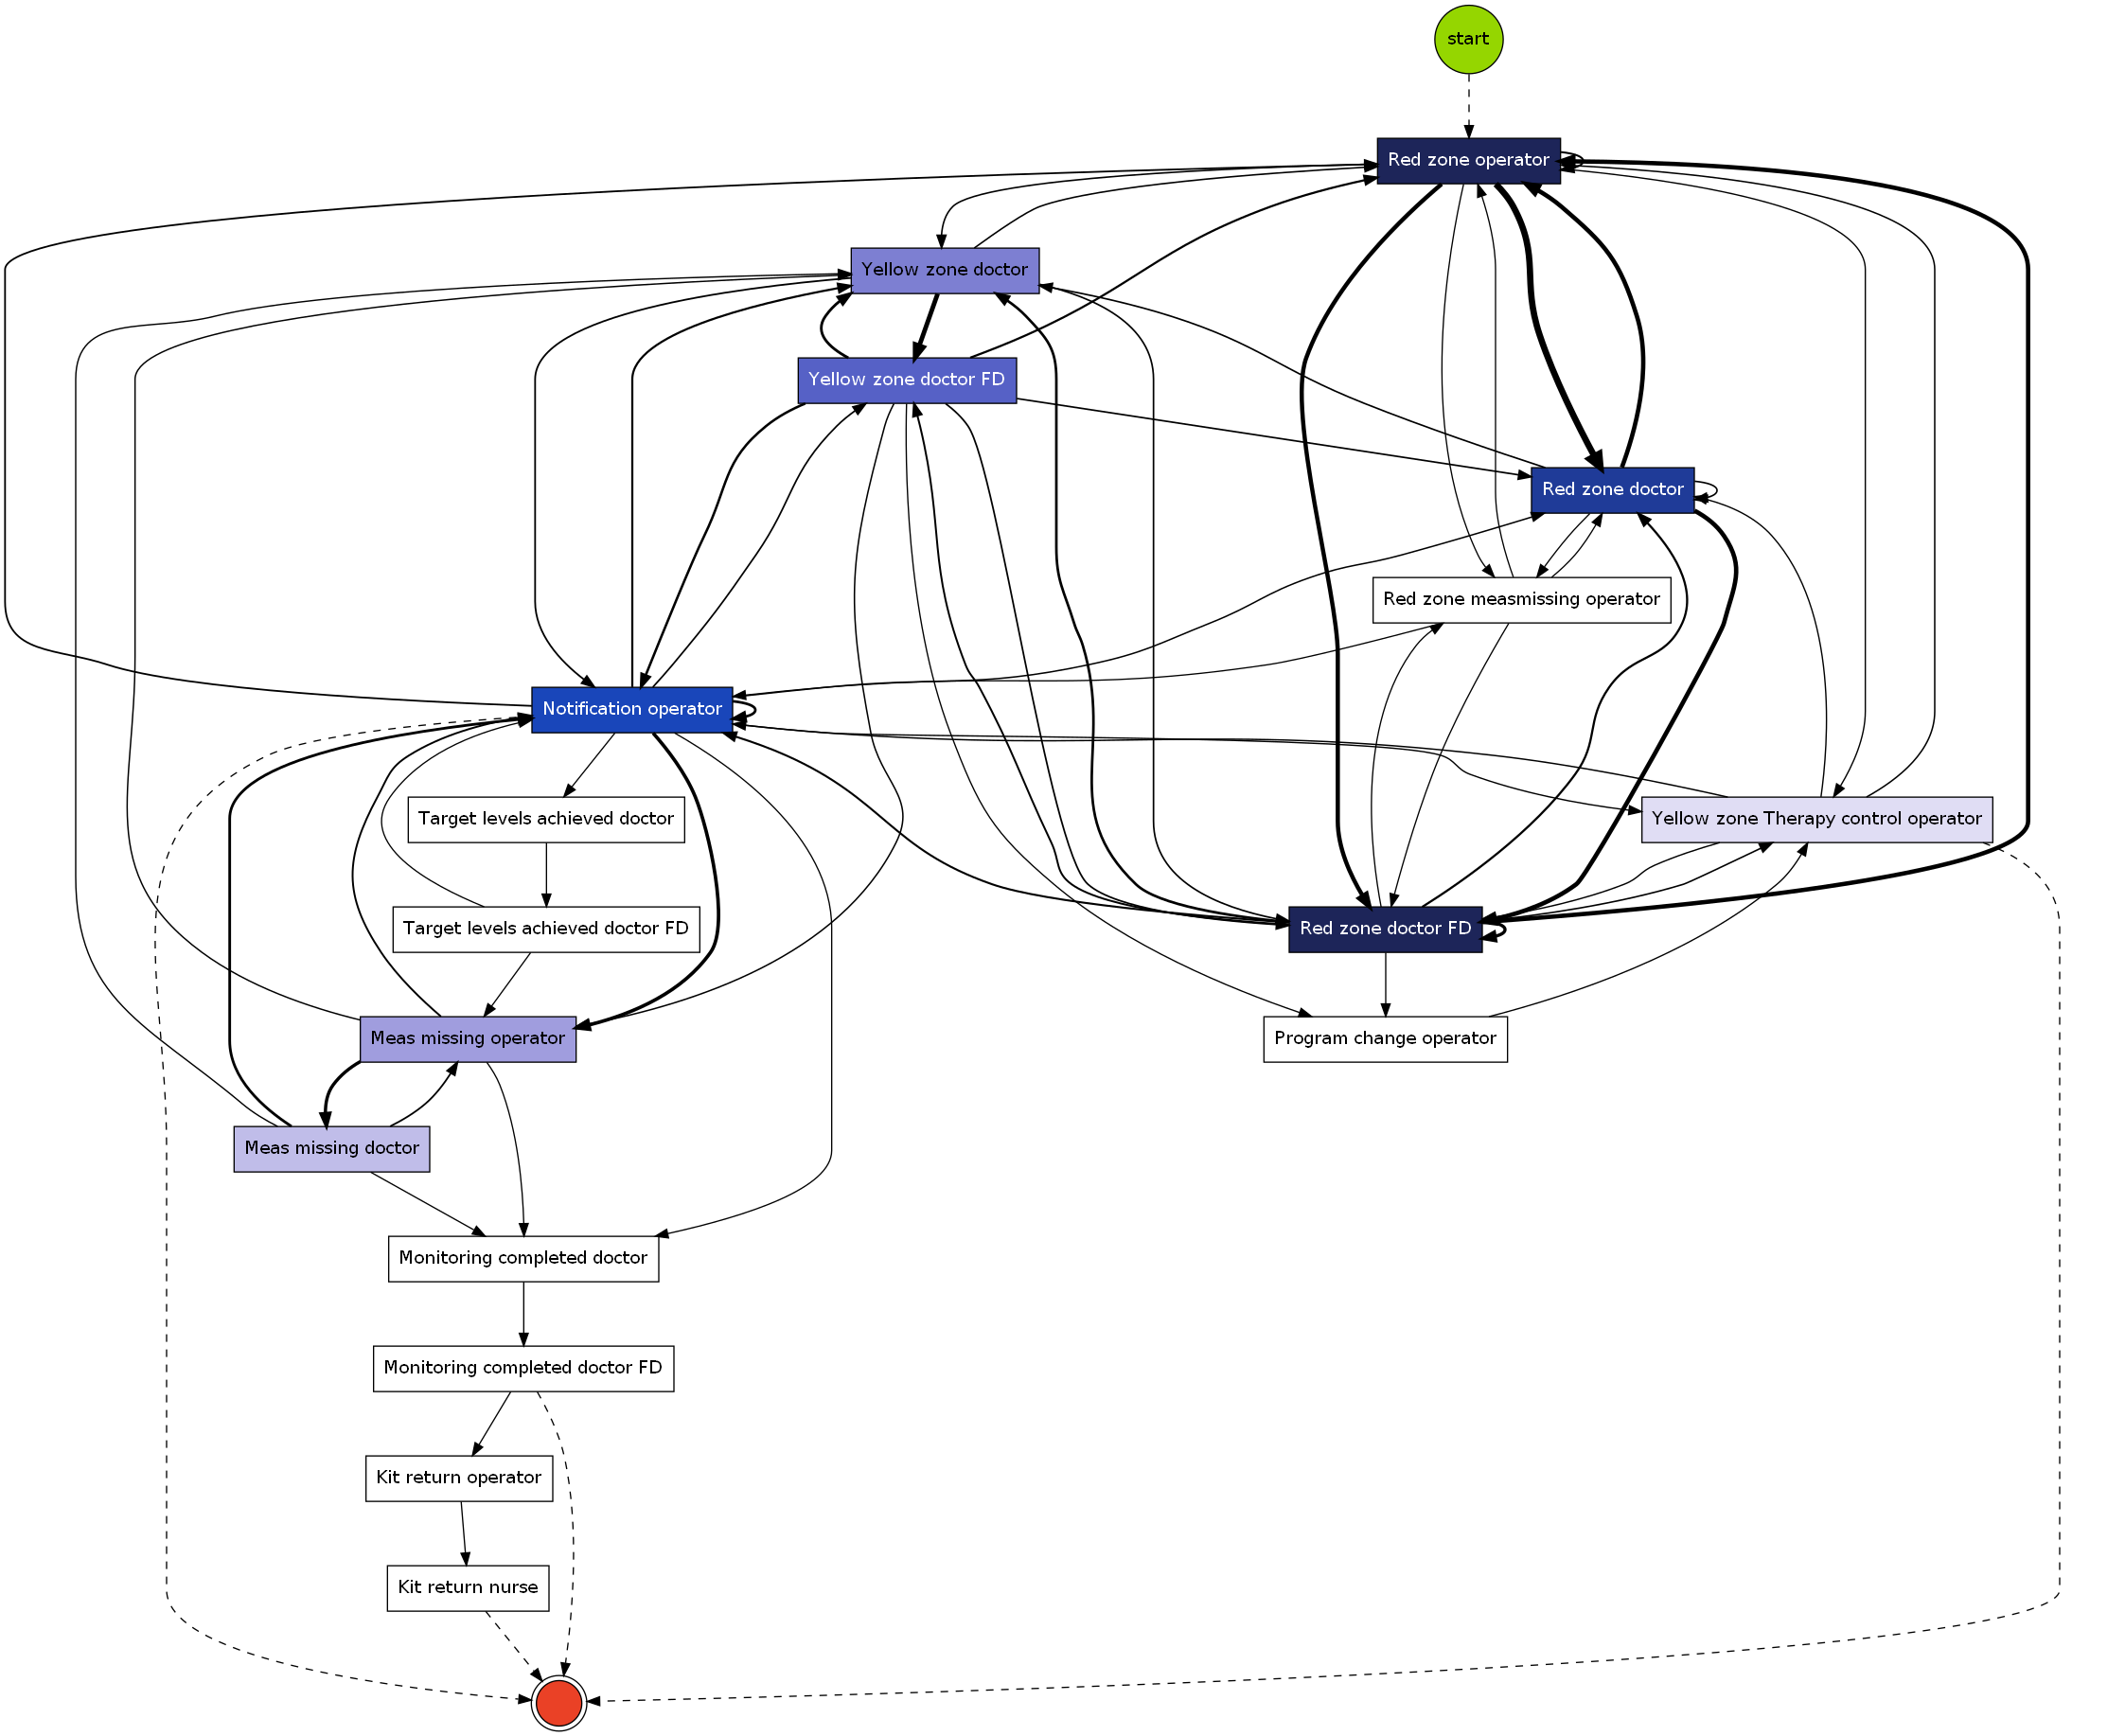 start
Red zone operator
Yellow zone doctor
Yellow zone doctor FD
Red zone doctor
Red zone measmissing operator
Notification operator
Target levels achieved doctor
Yellow zone Therapy control operator
Target levels achieved doctor FD
Red zone doctor FD
Meas missing operator
Program change operator
Meas missing doctor
Monitoring completed doctor
Monitoring completed doctor FD
Kit return operator
Kit return nurse